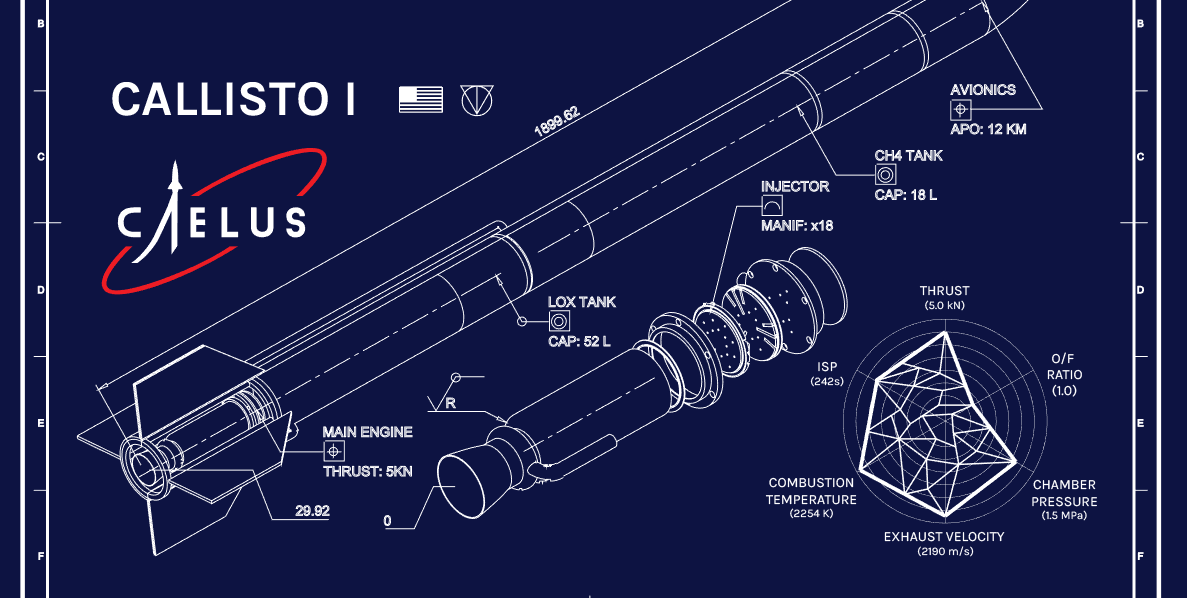 B
B
CALLISTO I
1899.62
AVIONICS
APO: 12 KM
C
C
CH4 TANK
CAP: 18 L
INJECTOR
MANIF: x18
CAELUS
D
D
LOX TANK
CAP: 52 L
THRUST
(5.0 kN)
ISP
(242s)
O/F
RATIO
(1.0)
R
E
E
MAIN ENGINE
THRUST: 5KN
COMBUSTION
TEMPERATURE
(2254 K)
CHAMBER
PRESSURE
(1.5 MPa)
29.92
0
EXHAUST VELOCITY
(2190 m/s)
F
F